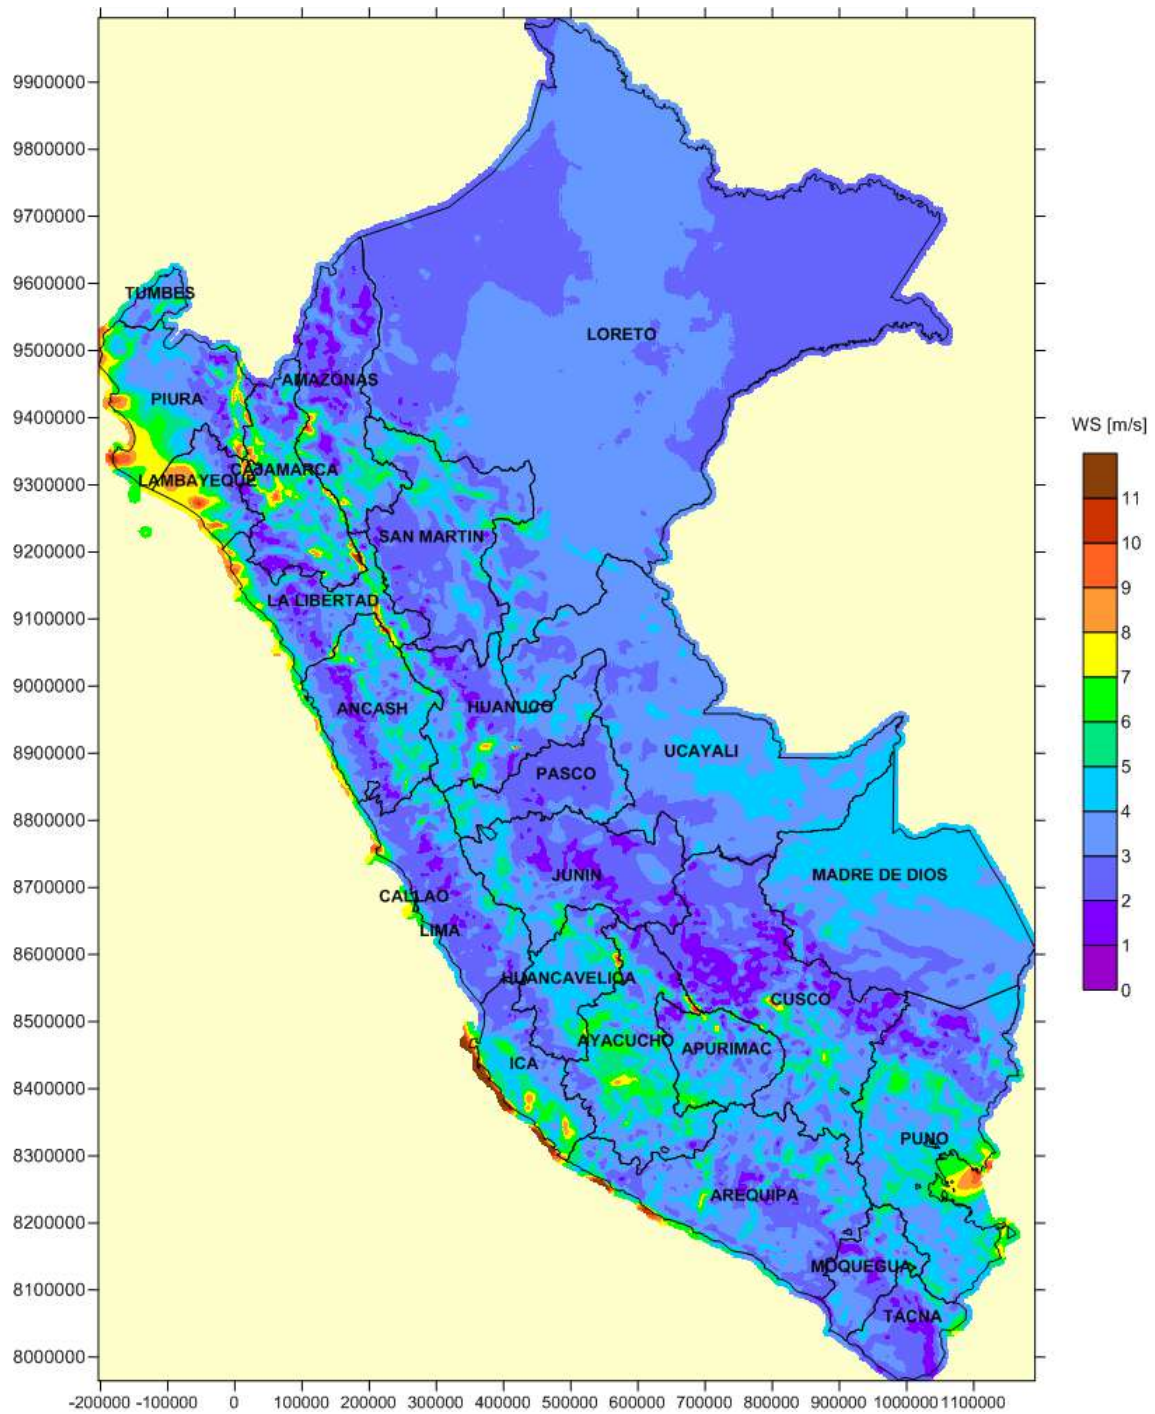 9900000
9800000
9700000
9600000
9500000
9400000
9300000
9200000
9100000
9000000
8900000
8800000
8700000
8600000
8500000
8400000
8300000
8200000
8100000
8000000
TUMBES
LORETO
AMAZONAS
PIURA
CAJAMARCA
LAMBAYEQUE
SAN MARTIN
LA LIBERTAD
ANCASH
HUANUCO
UCAYALI
PASCO
JUNIN
MADRE DE DIOS
CALLAO
LIMA
HUANCAVELICA
CUSCO
AYACUCHO
APURIMAC
ICA
PUNO
AREQUIPA
MOQUEGUA
TACNA
WS [m/s]
11
10
9
8
7
6
5
4
3
2
1
0
-200000 -100000 0 100000 200000 300000 400000 500000 600000 700000 800000 900000 1000000 1100000